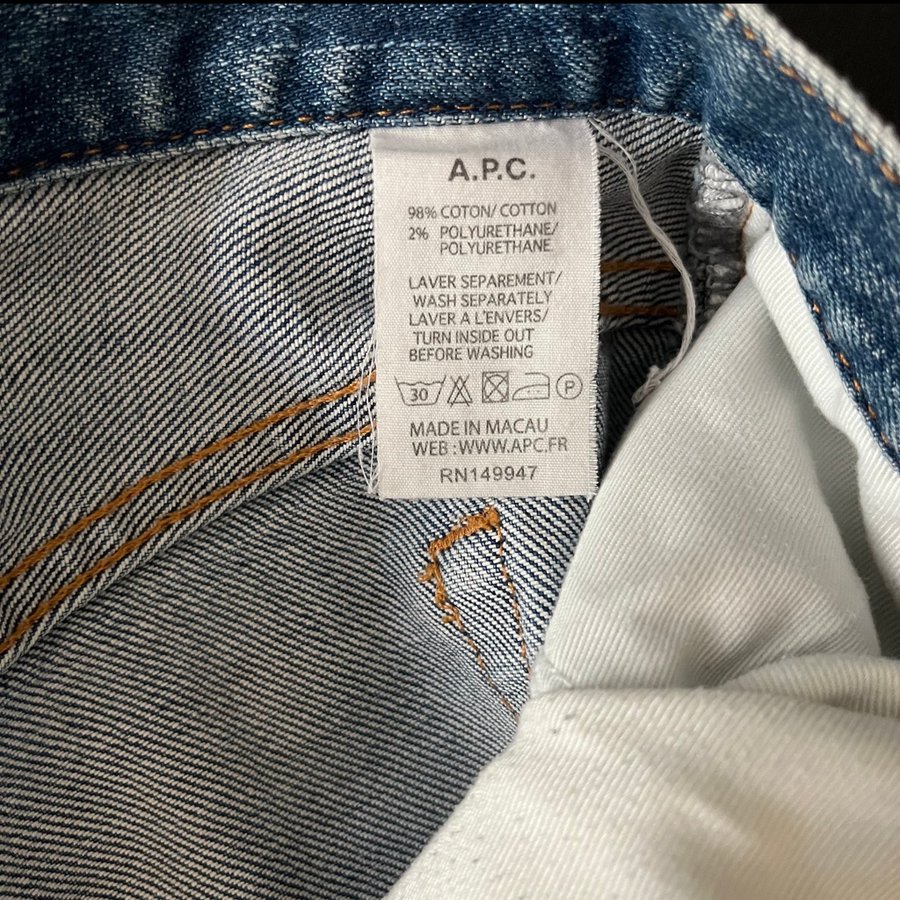 A.P.C.
98% COTON/ COTTON
2% POLYURETHANE/
POLYURETHANE
LAVER SEPAREMENT/
WASH SEPARATELY
LAVER A L'ENVERS/
TURN INSIDE OUT
BEFORE WASHING
30 P
MADE IN MACAU
WEB :WWW.APC.FR
RN149947